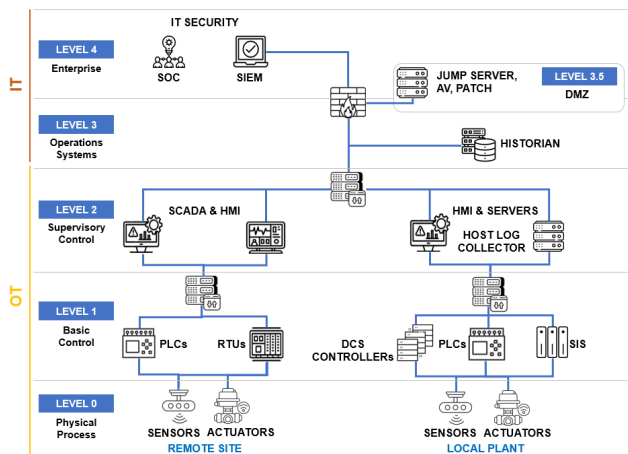 IT SECURITY
LEVEL 4
Enterprise
SOC
SIEM
JUMP SERVER,
AV, PATCH
LEVEL 3.5
DMZ
IT
LEVEL 3
Operations
Systems
HISTORIAN
LEVEL 2
Supervisory
Control
SCADA & HMI
HMI & SERVERS
HOST LOG
COLLECTOR
OT
LEVEL 1
Basic
Control
PLCs
RTUs
DCS
CONTROLLERs
PLCs
SIS
LEVEL 0
Physical
Process
SENSORS
ACTUATORS
SENSORS
ACTUATORS
REMOTE SITE
LOCAL PLANT